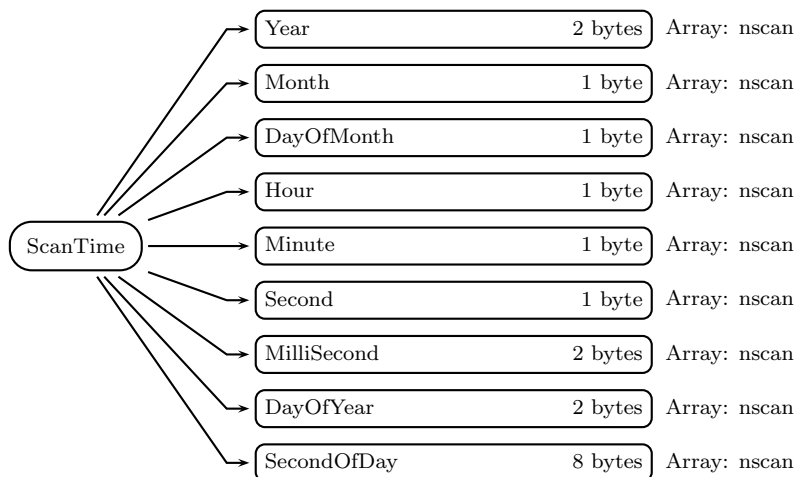 Year 2 bytes Array: nscan
Month 1 byte Array: nscan
DayOfMonth 1 byte Array: nscan
Hour 1 byte Array: nscan
ScanTime Minute 1 byte Array: nscan
Second 1 byte Array: nscan
MilliSecond 2 bytes Array: nscan
DayOfYear 2 bytes Array: nscan
SecondOfDay 8 bytes Array: nscan